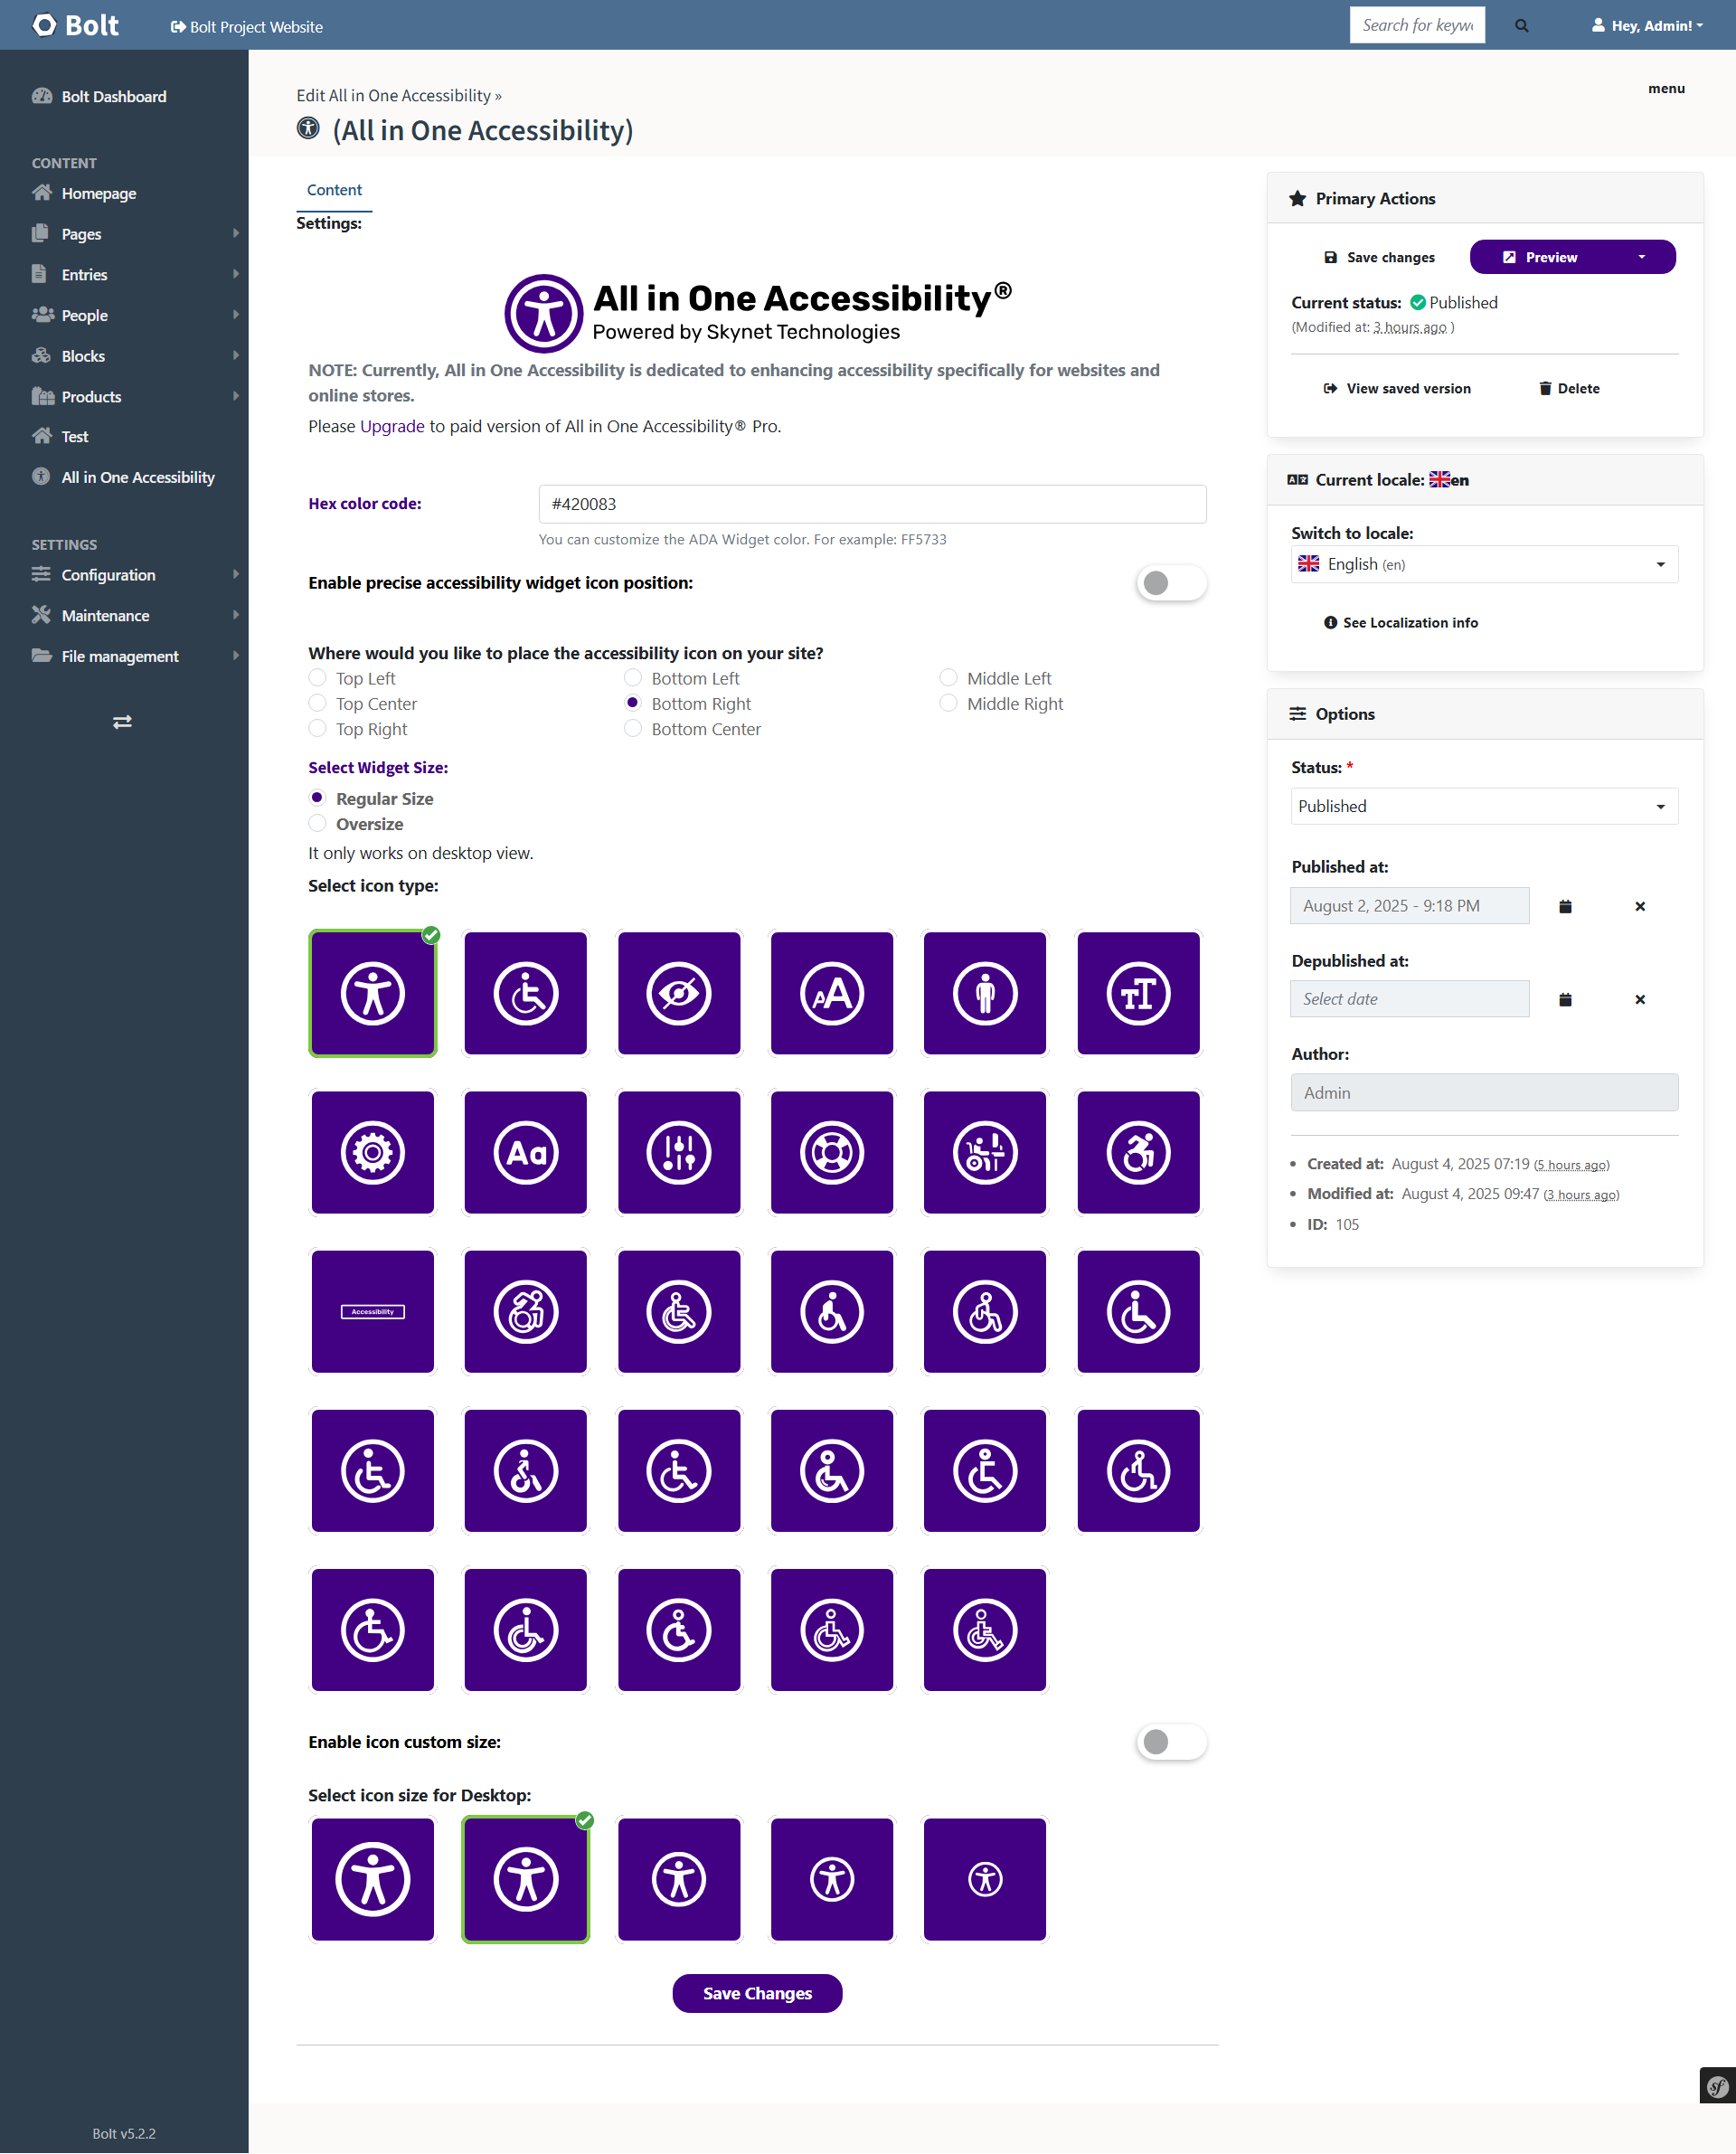 Bolt
Bolt Project Website
Search for keyw
Hey, Admin!
Bolt Dashboard
CONTENT
Homepage
Pages
Entries
People
Blocks
Products
Test
All in One Accessibility
SETTINGS
Configuration
Maintenance
File management
Bolt v5.2.2
Edit All in One Accessibility »
(All in One Accessibility)
menu
Content
Settings:
All in One Accessibility®
Powered by Skynet Technologies
NOTE: Currently, All in One Accessibility is dedicated to enhancing accessibility specifically for websites and
online stores.
Please Upgrade to paid version of All in One Accessibility® Pro.
Hex color code:
#420083
You can customize the ADA Widget color. For example: FF5733
Enable precise accessibility widget icon position:
Where would you like to place the accessibility icon on your site?
Top Left
Bottom Left
Middle Left
Top Center
Bottom Right
Middle Right
Top Right
Bottom Center
Select Widget Size:
Regular Size
Oversize
It only works on desktop view.
Select icon type:
AA
TT
Aa
Accessibility
Enable icon custom size:
Select icon size for Desktop:
Save Changes
Primary Actions
Save changes
Preview
Current status: Published
(Modified at: 3 hours ago )
View saved version
Delete
Current locale: en
Switch to locale:
English (en)
See Localization info
Options
Status: *
Published
Published at:
August 2, 2025 - 9:18 PM
Depublished at:
Select date
Author:
Admin
Created at: August 4, 2025 07:19 (5 hours ago)
Modified at: August 4, 2025 09:47 (3 hours ago)
ID: 105
sf